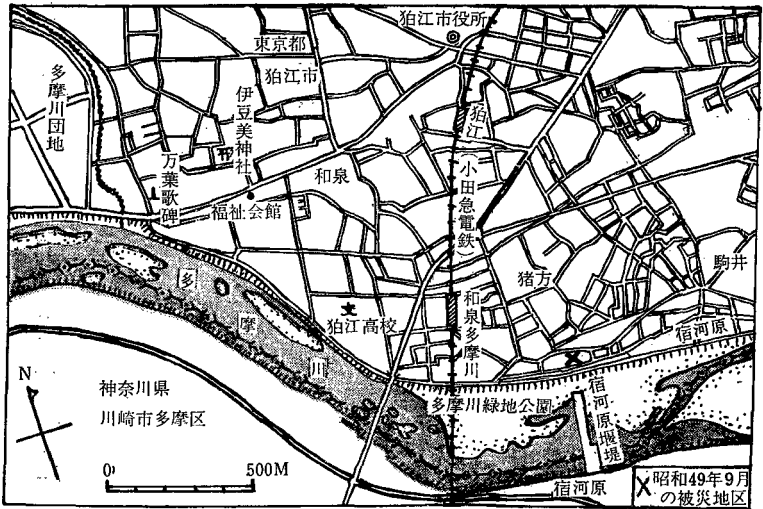 狛江市役所
東京都
狛江市
多摩川団地
伊豆美神社
万葉歌碑
福祉会館
和泉
狛江
(小田急電鉄)
猪方
駒井
和泉多摩川
狛江高校
宿河原
多摩川
多摩川緑地公園
宿河原堰堤
N
神奈川県
川崎市多摩区
0 500M
宿河原
昭和49年9月
の被災地区